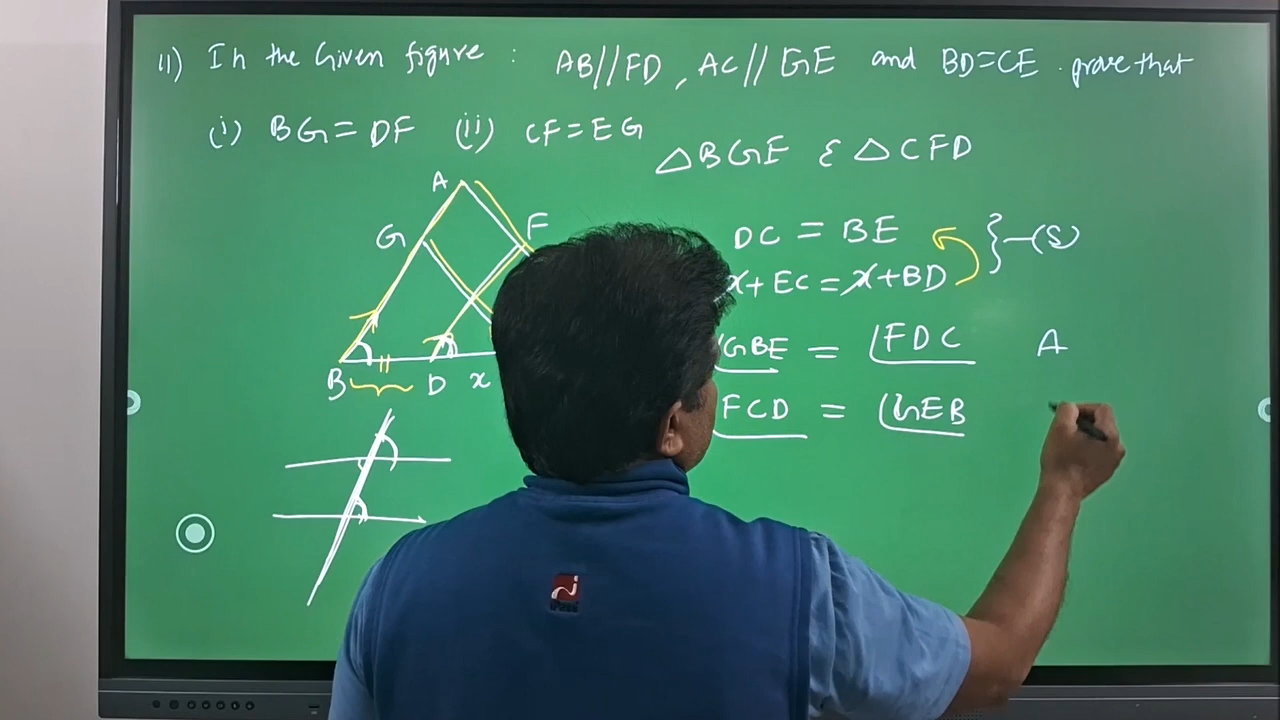 11) In the Given figure : AB//FD , AC// GE and BD=CE . prove that
(i) BG = DF (ii) CF = EG
△BGE & △CFD
A
G
F
B
D
x
DC = BE
x+EC = x+BD } -(S)
GBE = FDC A
FCD = GEB